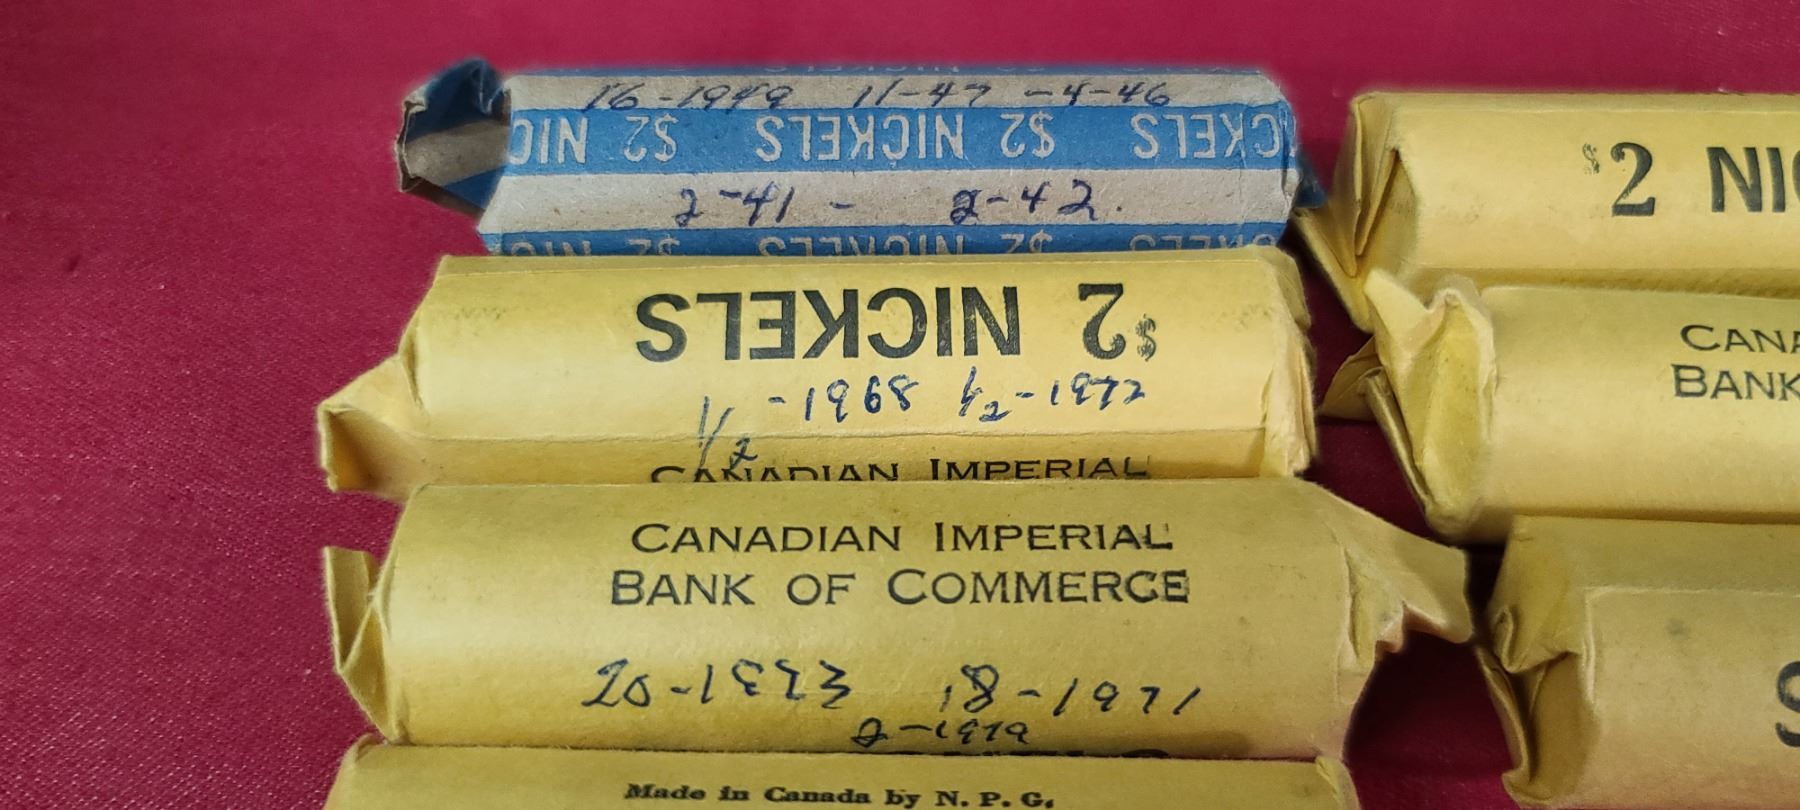 16-1949 11-47 -4-46
NIC $2 NICKELS $2 NICKELS
2-41 - 2-42.
$2 NICKELS
1/2 -1968 1/2-1972
CANADIAN IMPERIAL
CANADIAN IMPERIAL
BANK OF COMMERCE
20-1973 18-1971
2-1979
Made in Canada by N. P. G.
$2 NI
CANA
BANK